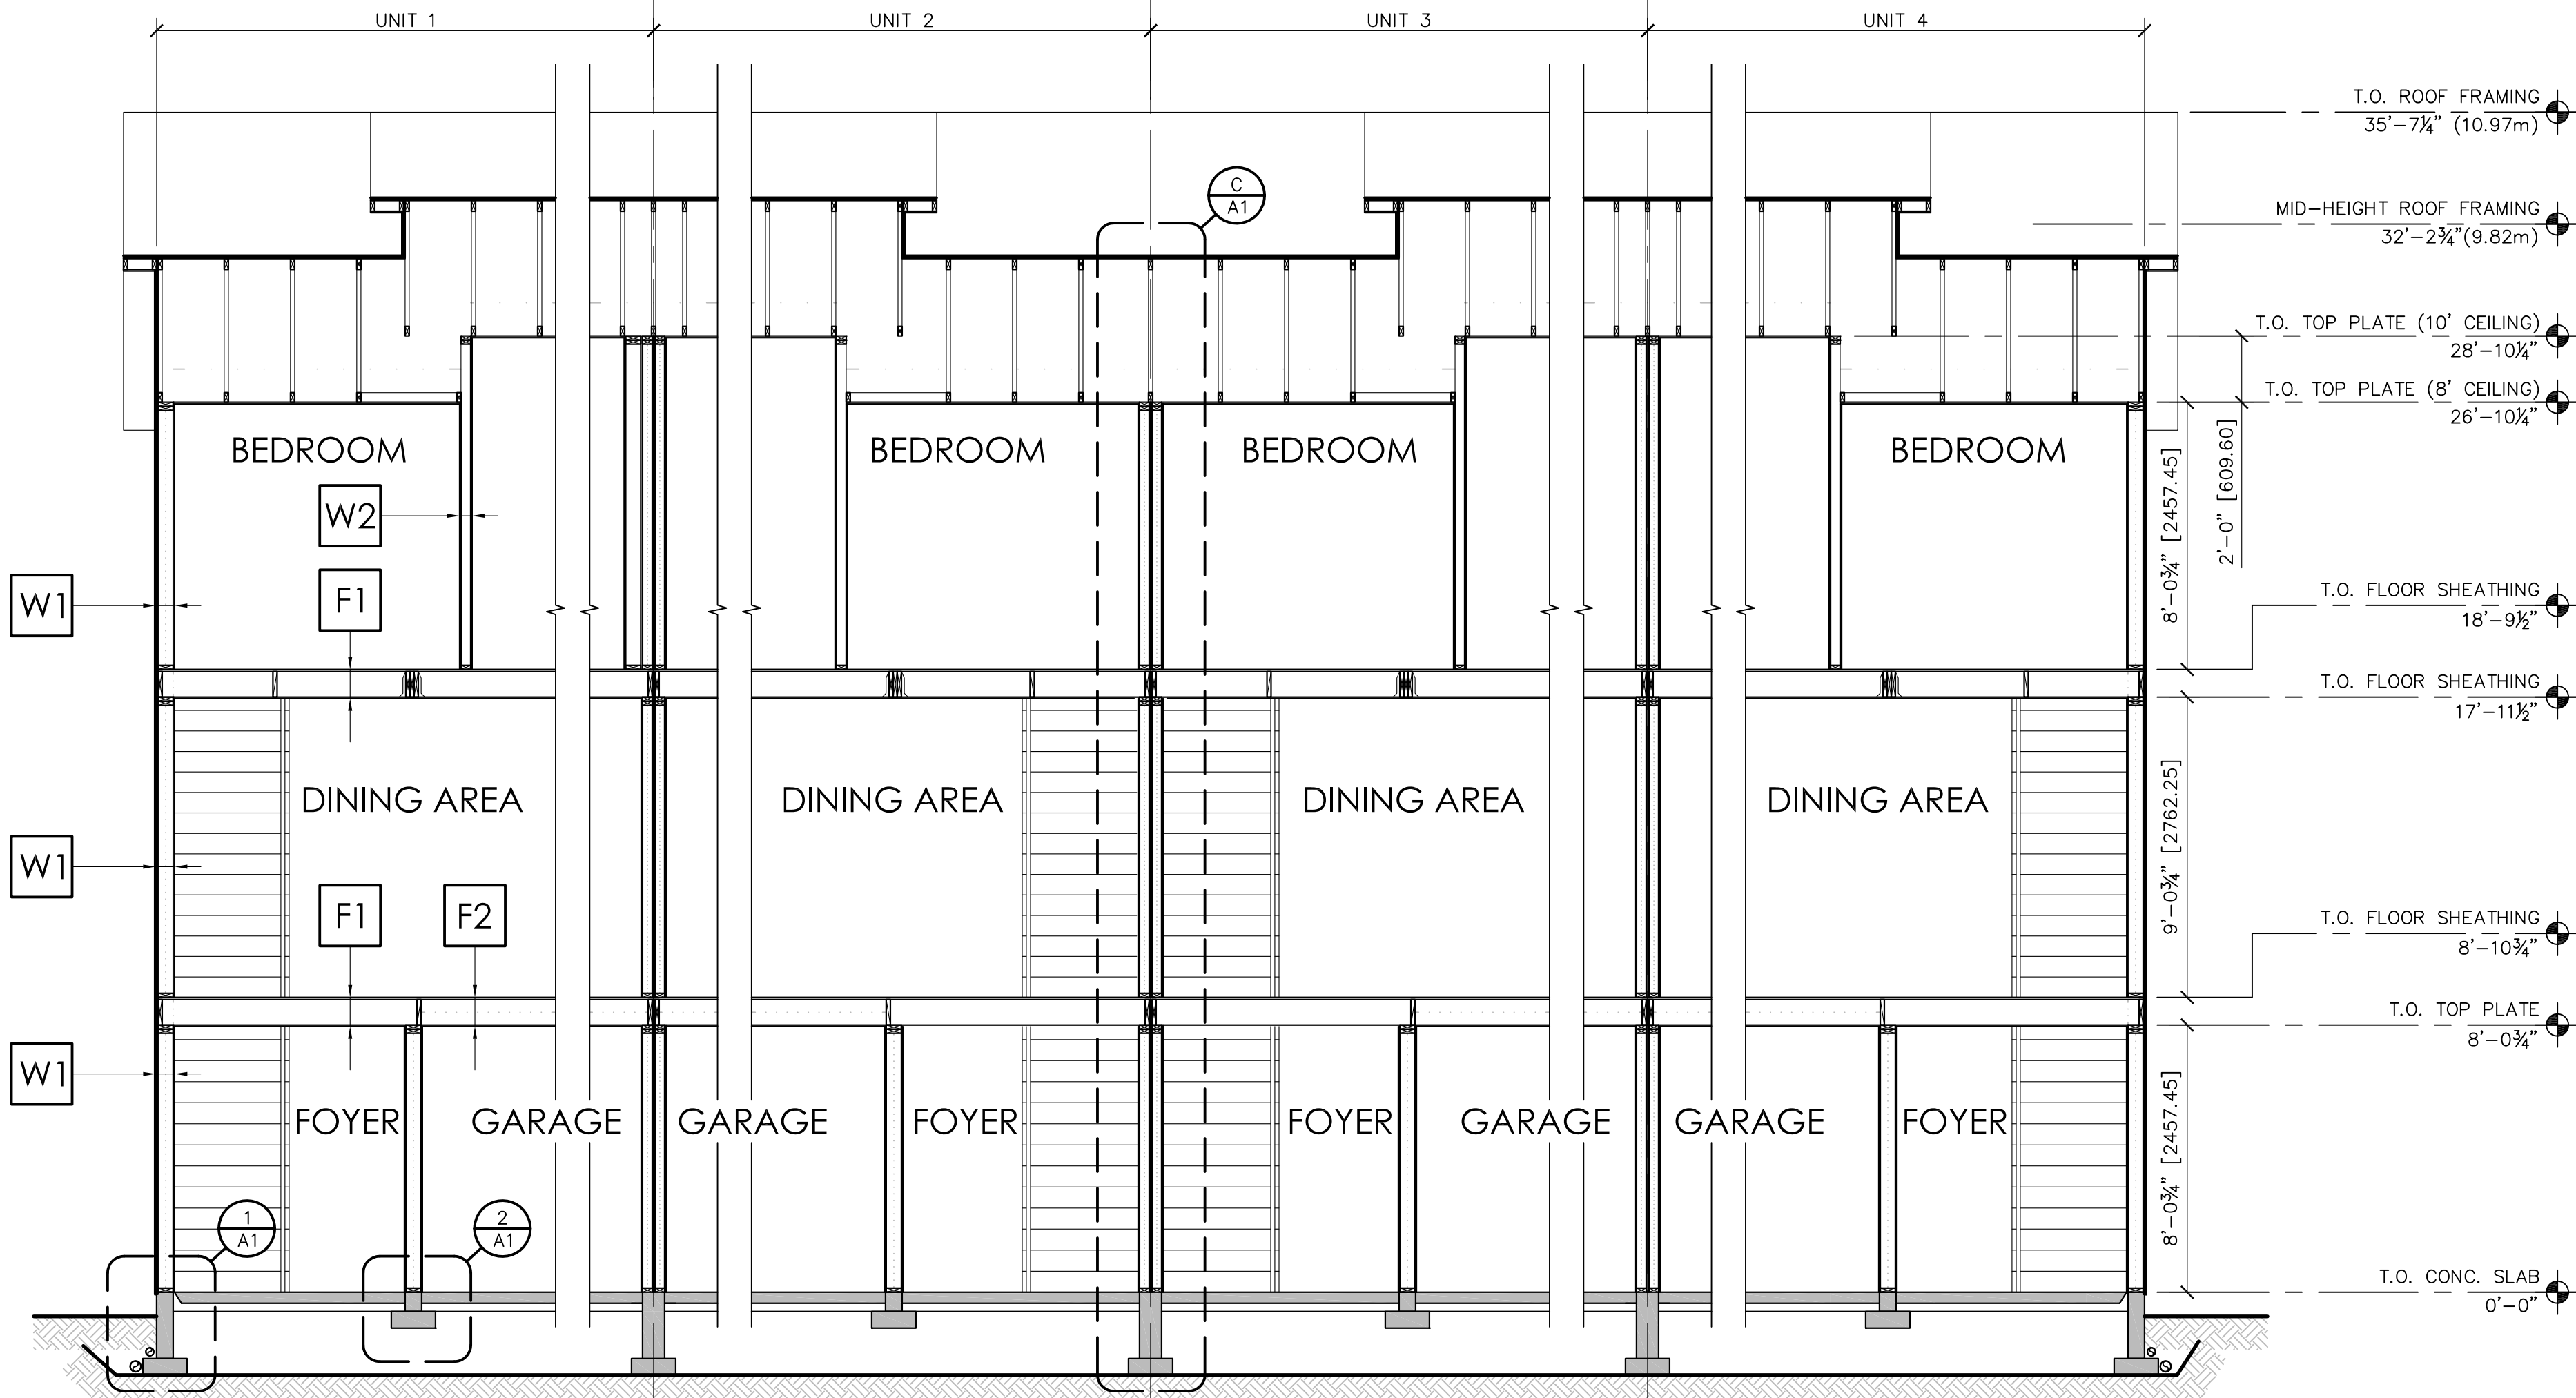 UNIT 1
UNIT 2
UNIT 3
UNIT 4
T.O. ROOF FRAMING
35'-7¼" (10.97m)
C
A1
MID-HEIGHT ROOF FRAMING
32'-2¾"(9.82m)
T.O. TOP PLATE (10' CEILING)
28'-10¼"
T.O. TOP PLATE (8' CEILING)
26'-10¼"
BEDROOM
BEDROOM
BEDROOM
BEDROOM
8'-0¾" [2457.45]
2'-0" [609.60]
W2
F1
W1
T.O. FLOOR SHEATHING
18'-9½"
T.O. FLOOR SHEATHING
17'-11½"
DINING AREA
DINING AREA
DINING AREA
DINING AREA
9'-0¾" [2762.25]
W1
F1
F2
T.O. FLOOR SHEATHING
8'-10¾"
T.O. TOP PLATE
8'-0¾"
W1
FOYER
GARAGE
GARAGE
FOYER
FOYER
GARAGE
GARAGE
FOYER
8'-0¾" [2457.45]
1
A1
2
A1
T.O. CONC. SLAB
0'-0"